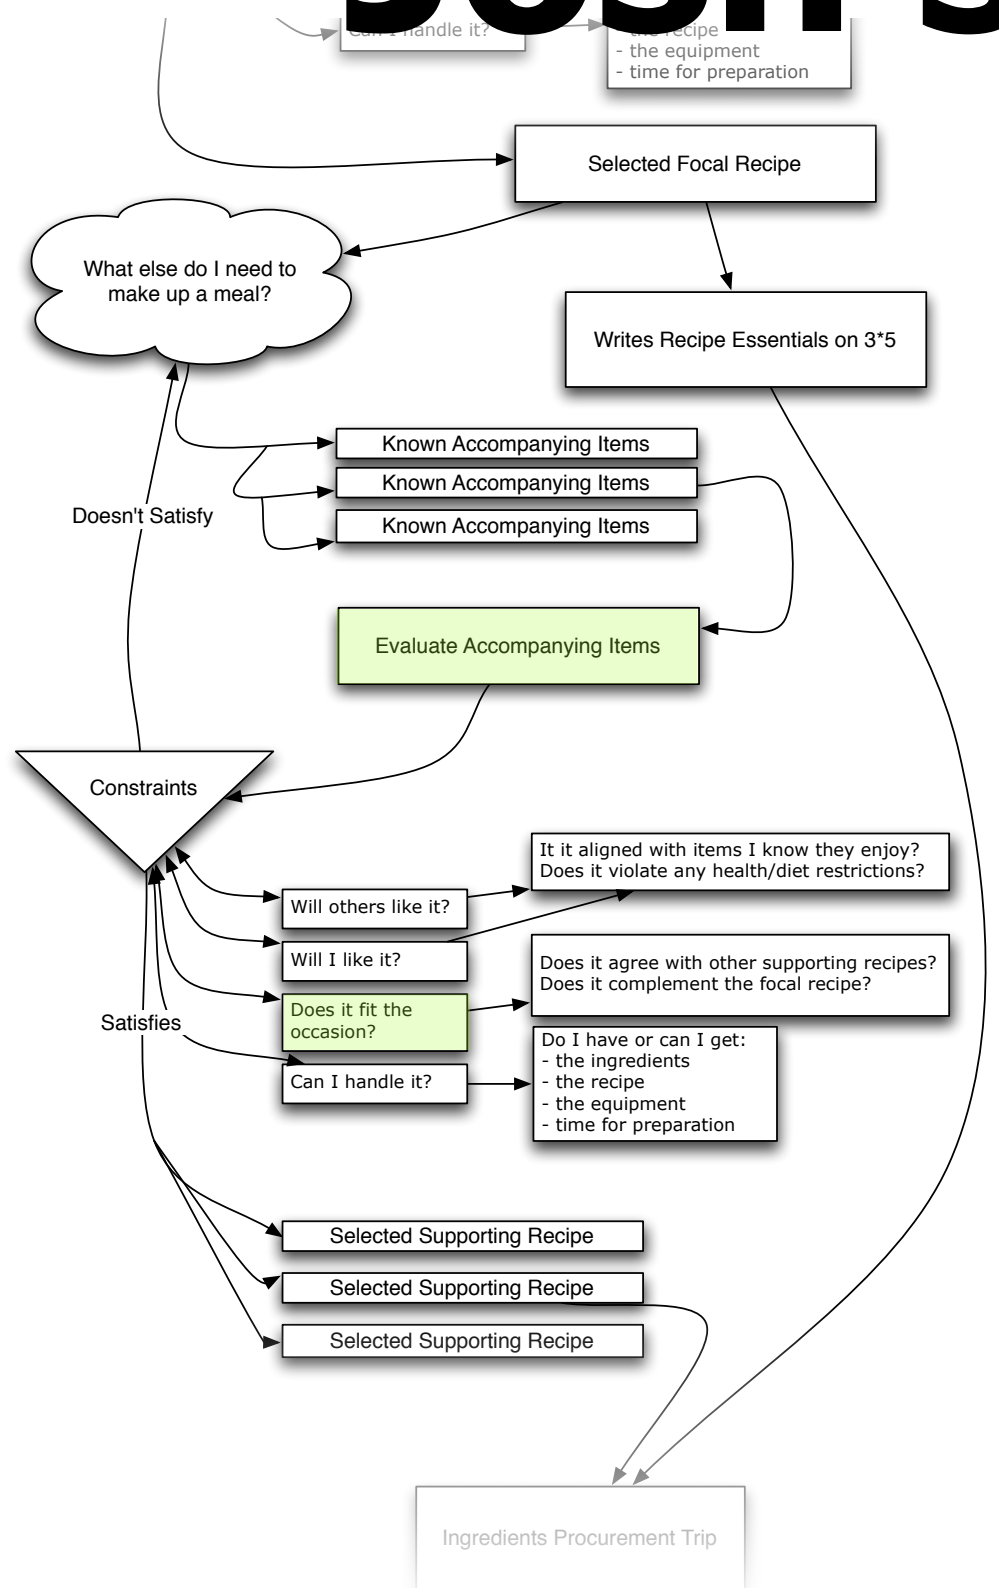 Can I handle it?
- the recipe
- the equipment
- time for preparation
Selected Focal Recipe
What else do I need to
make up a meal?
Writes Recipe Essentials on 3*5
Known Accompanying Items
Known Accompanying Items
Doesn't Satisfy
Known Accompanying Items
Evaluate Accompanying Items
Constraints
It it aligned with items I know they enjoy?
Does it violate any health/diet restrictions?
Will others like it?
Will I like it?
Does it agree with other supporting recipes?
Does it complement the focal recipe?
Does it fit the
occasion?
Satisfies
Do I have or can I get:
- the ingredients
- the recipe
- the equipment
- time for preparation
Can I handle it?
Selected Supporting Recipe
Selected Supporting Recipe
Selected Supporting Recipe
Ingredients Procurement Trip